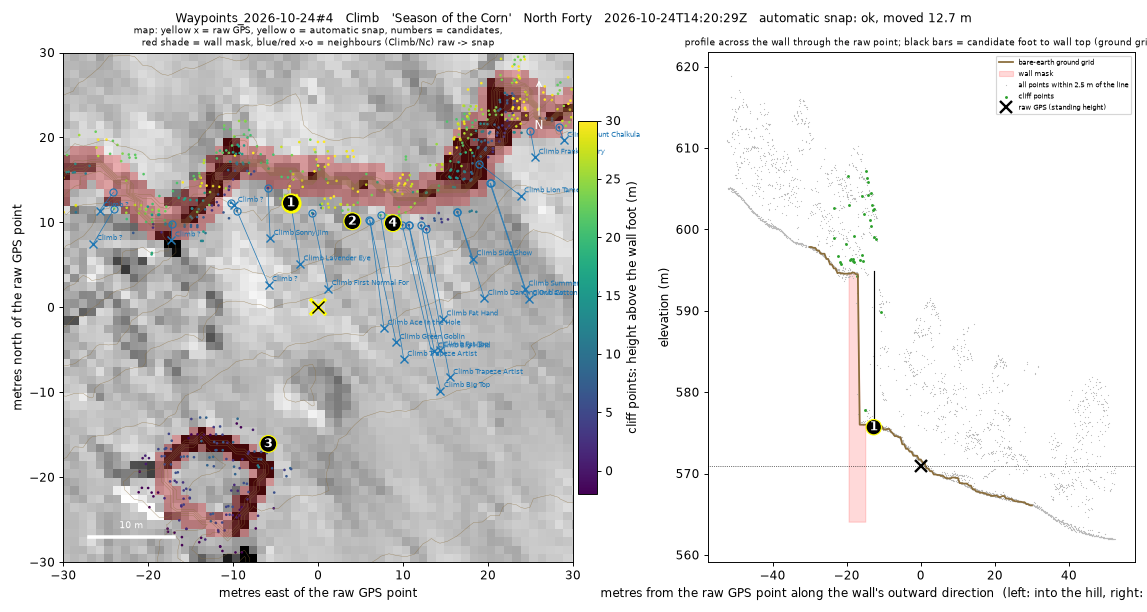 Waypoints_2026-10-24#4 Climb 'Season of the Corn' North Forty 2026-10-24T14:20:29Z automatic snap: ok, moved 12.7 m
map: yellow x = raw GPS, yellow o = automatic snap, numbers = candidates,
red shade = wall mask, blue/red x-o = neighbours (Climb/Nc) raw -> snap
profile across the wall through the raw point; black bars = candidate foot to wall top (ground gri
metres north of the raw GPS point
metres east of the raw GPS point
30
20
10
0
−10
−20
−30
−30
−20
−10
0
10
20
30
N
Climb Lion Tame
Climb ?
Climb ?
Climb Sonny Jim
Climb Side Show
Climb Lavender Eye
Climb ?
Climb First Normal For
Climb Fat Hand
Climb Ace in the Hole
Climb Green Goblin
Climb Trapeze Artist
Climb Trapeze Artist
Climb Big Top
1
2
4
3
10 m
30
25
20
15
10
5
0
cliff points: height above the wall foot (m)
elevation (m)
620
610
600
590
580
570
560
−40
−20
0
20
40
bare-earth ground grid
wall mask
all points within 2.5 m of the line
cliff points
raw GPS (standing height)
1
metres from the raw GPS point along the wall's outward direction (left: into the hill, right: